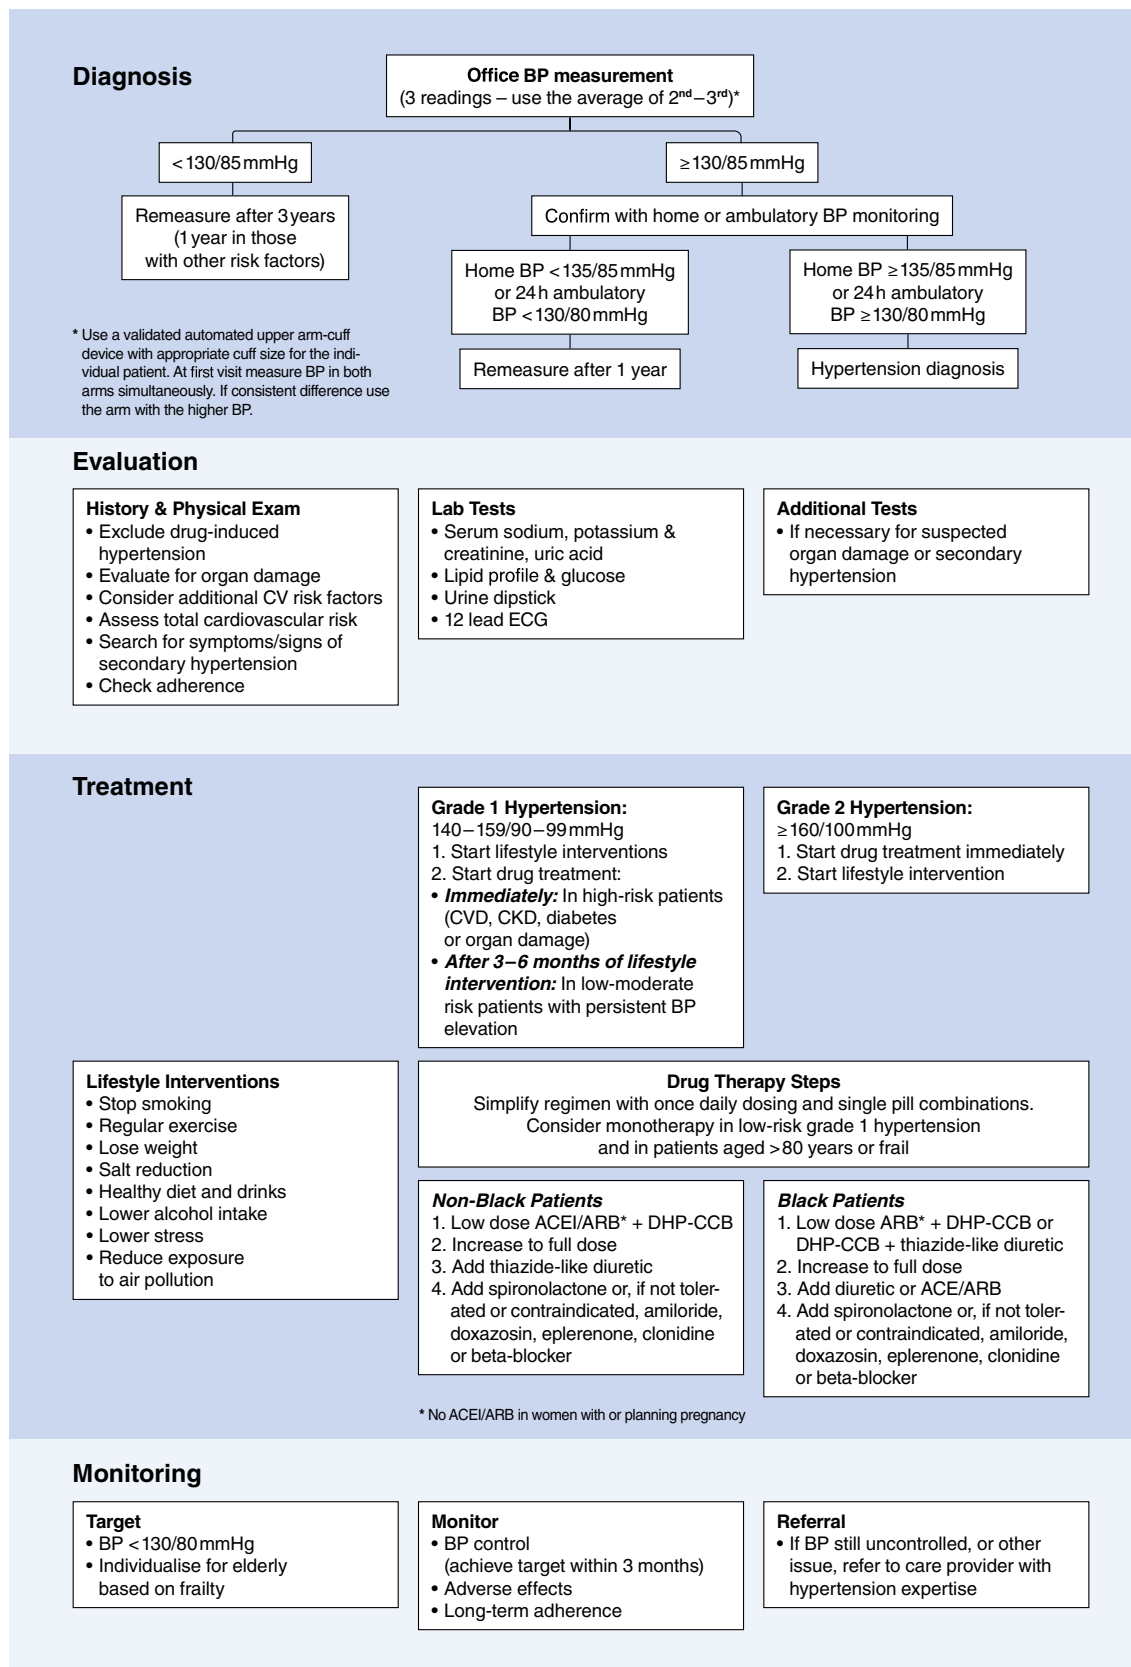 Diagnosis
Office BP measurement
(3 readings – use the average of 2nd–3rd)*
<130/85 mmHg
≥130/85 mmHg
Remeasure after 3 years
(1 year in those
with other risk factors)
Confirm with home or ambulatory BP monitoring
Home BP <135/85 mmHg
or 24 h ambulatory
BP <130/80 mmHg
Home BP ≥135/85 mmHg
or 24 h ambulatory
BP ≥130/80 mmHg
Remeasure after 1 year
Hypertension diagnosis
* Use a validated automated upper arm-cuff
device with appropriate cuff size for the indi-
vidual patient. At first visit measure BP in both
arms simultaneously. If consistent difference use
the arm with the higher BP.
Evaluation
History & Physical Exam
• Exclude drug-induced
hypertension
• Evaluate for organ damage
• Consider additional CV risk factors
• Assess total cardiovascular risk
• Search for symptoms/signs of
secondary hypertension
• Check adherence
Lab Tests
• Serum sodium, potassium &
creatinine, uric acid
• Lipid profile & glucose
• Urine dipstick
• 12 lead ECG
Additional Tests
• If necessary for suspected
organ damage or secondary
hypertension
Treatment
Grade 1 Hypertension:
140–159/90–99 mmHg
1. Start lifestyle interventions
2. Start drug treatment:
• Immediately: In high-risk patients
(CVD, CKD, diabetes
or organ damage)
• After 3–6 months of lifestyle
intervention: In low-moderate
risk patients with persistent BP
elevation
Grade 2 Hypertension:
≥160/100 mmHg
1. Start drug treatment immediately
2. Start lifestyle intervention
Lifestyle Interventions
• Stop smoking
• Regular exercise
• Lose weight
• Salt reduction
• Healthy diet and drinks
• Lower alcohol intake
• Lower stress
• Reduce exposure
to air pollution
Drug Therapy Steps
Simplify regimen with once daily dosing and single pill combinations.
Consider monotherapy in low-risk grade 1 hypertension
and in patients aged >80 years or frail
Non-Black Patients
1. Low dose ACEI/ARB* + DHP-CCB
2. Increase to full dose
3. Add thiazide-like diuretic
4. Add spironolactone or, if not toler-
ated or contraindicated, amiloride,
doxazosin, eplerenone, clonidine
or beta-blocker
Black Patients
1. Low dose ARB* + DHP-CCB or
DHP-CCB + thiazide-like diuretic
2. Increase to full dose
3. Add diuretic or ACE/ARB
4. Add spironolactone or, if not toler-
ated or contraindicated, amiloride,
doxazosin, eplerenone, clonidine
or beta-blocker
* No ACEI/ARB in women with or planning pregnancy
Monitoring
Target
• BP <130/80 mmHg
• Individualise for elderly
based on frailty
Monitor
• BP control
(achieve target within 3 months)
• Adverse effects
• Long-term adherence
Referral
• If BP still uncontrolled, or other
issue, refer to care provider with
hypertension expertise